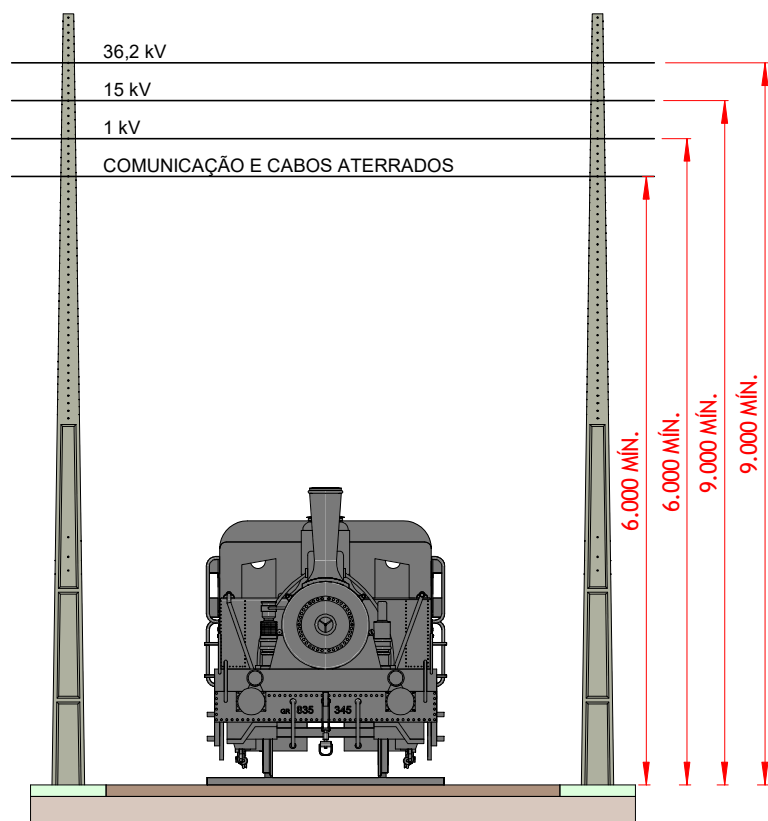 36,2 kV
15 kV
1 kV
COMUNICAÇÃO E CABOS ATERRADOS
6.000 MÍN.
6.000 MÍN.
9.000 MÍN.
9.000 MÍN.
GR 835 345